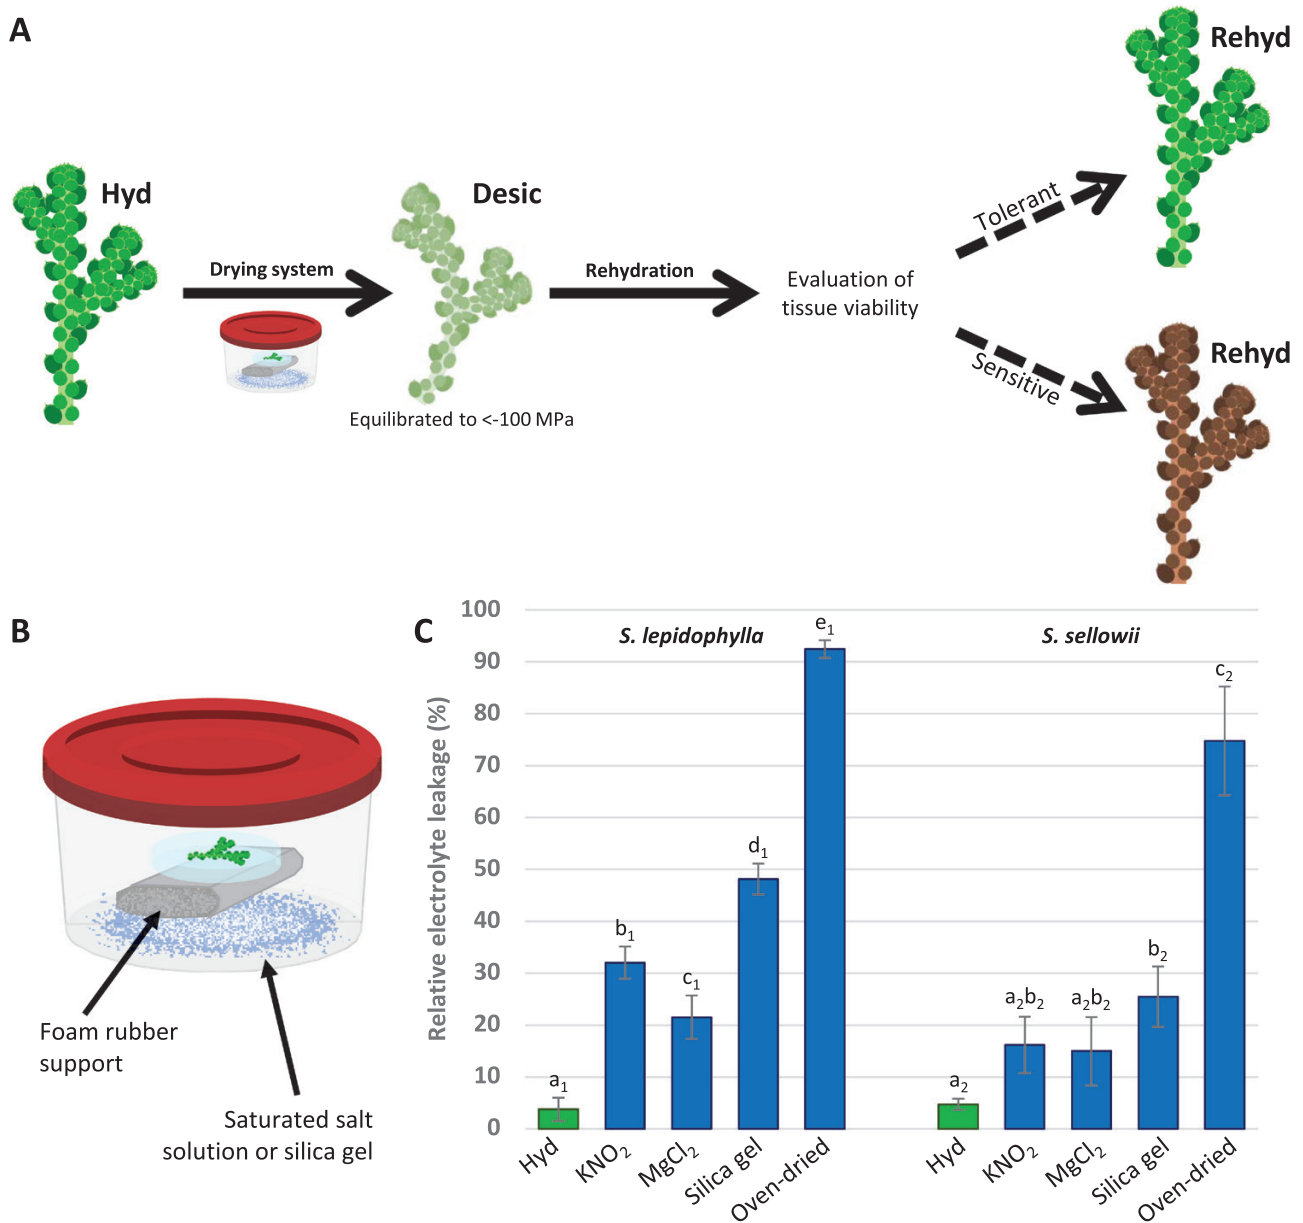 A
Hyd
Drying system
Desic
Equilibrated to <-100 MPa
Rehydration
Evaluation of
tissue viability
Tolerant
Rehyd
Sensitive
Rehyd
B
Foam rubber
support
Saturated salt
solution or silica gel
C
Relative electrolyte leakage (%)
100
90
80
70
60
50
40
30
20
10
0
S. lepidophylla
S. sellowii
a₁
b₁
c₁
d₁
e₁
a₂
a₂b₂
a₂b₂
b₂
c₂
Hyd
KNO₂
MgCl₂
Silica gel
Oven-dried
Hyd
KNO₂
MgCl₂
Silica gel
Oven-dried